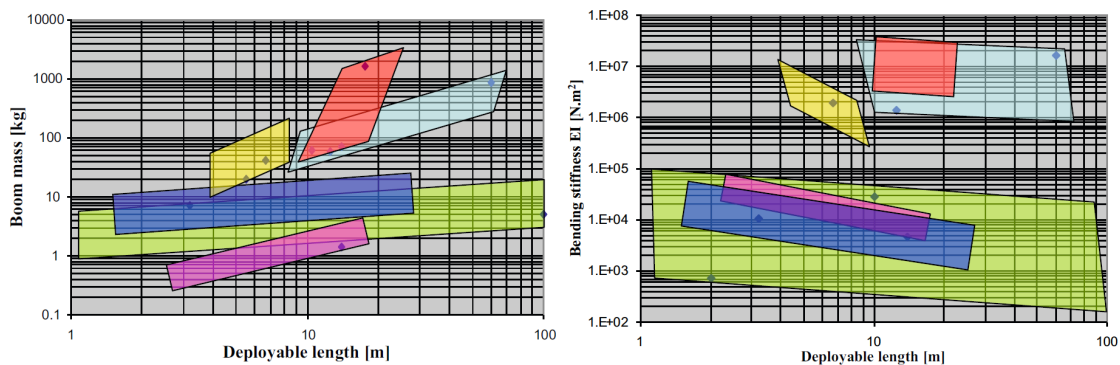 10000
1000
100
10
1
0.1
1
10
100
Boom mass [kg]
Deployable length [m]
1.E+08
1.E+07
1.E+06
1.E+05
1.E+04
1.E+03
1.E+02
1
10
100
Bending stiffness EI [N.m²]
Deployable length [m]